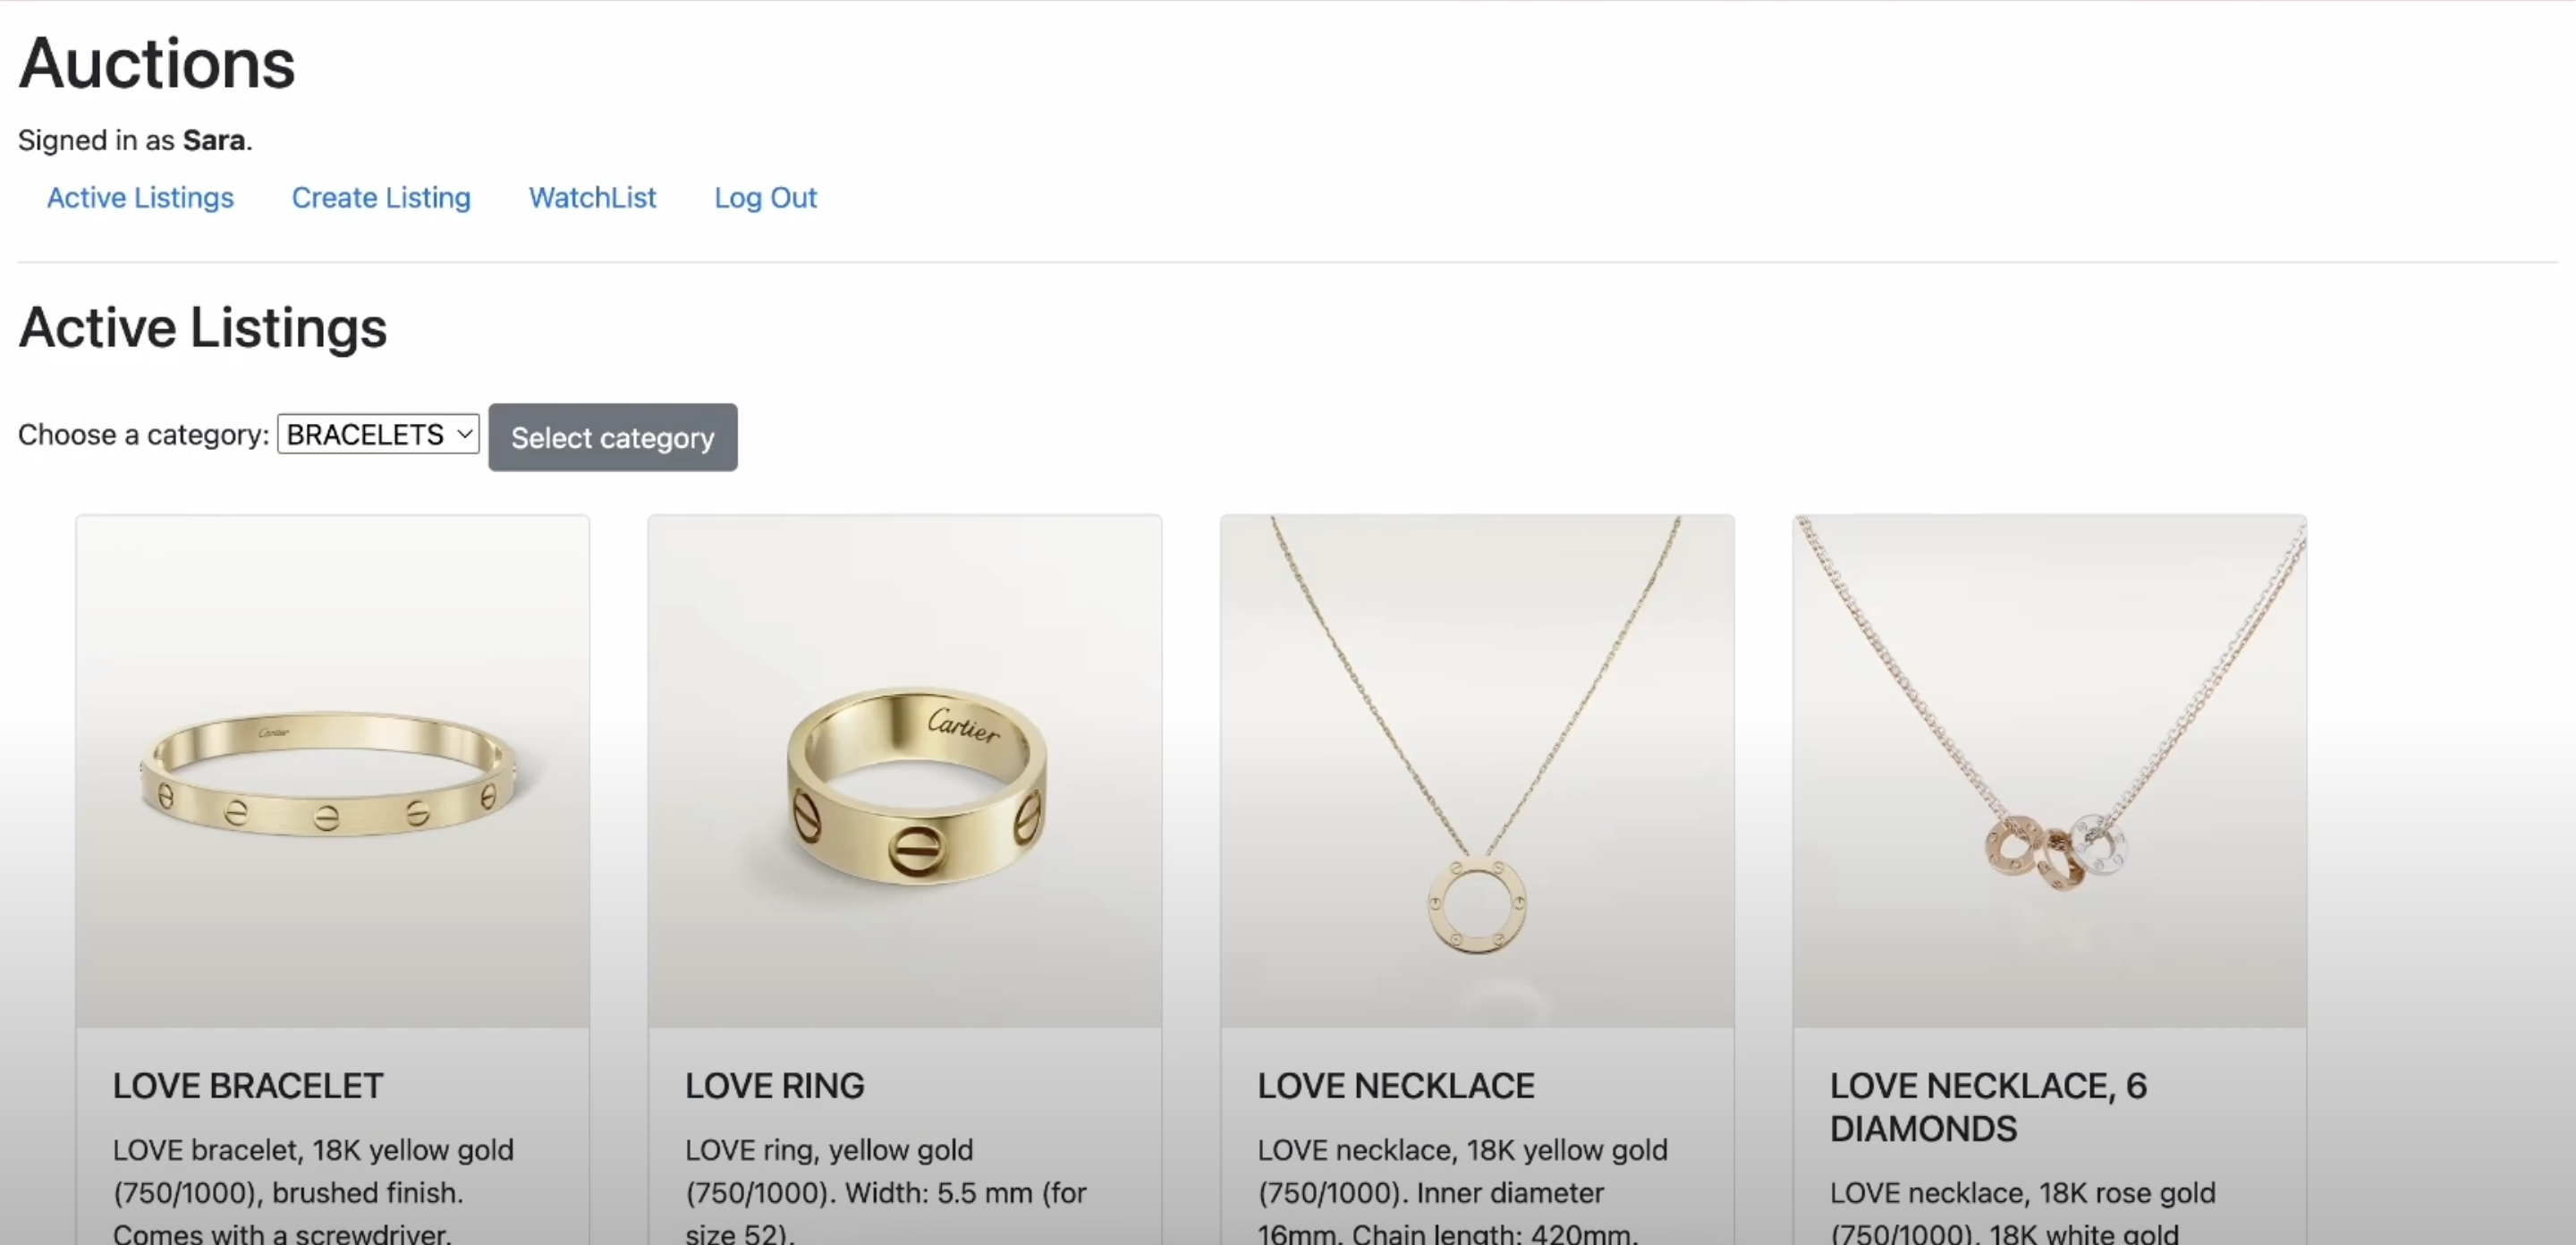 Auctions
Signed in as Sara.
Active Listings Create Listing WatchList Log Out
Active Listings
Choose a category: BRACELETS Select category
Cartier
Cartier
LOVE BRACELET
LOVE bracelet, 18K yellow gold
(750/1000), brushed finish.
Comes with a screwdriver.
LOVE RING
LOVE ring, yellow gold
(750/1000). Width: 5.5 mm (for
size 52).
LOVE NECKLACE
LOVE necklace, 18K yellow gold
(750/1000). Inner diameter
16mm. Chain length: 420mm.
LOVE NECKLACE, 6
DIAMONDS
LOVE necklace, 18K rose gold
(750/1000), 18K white gold